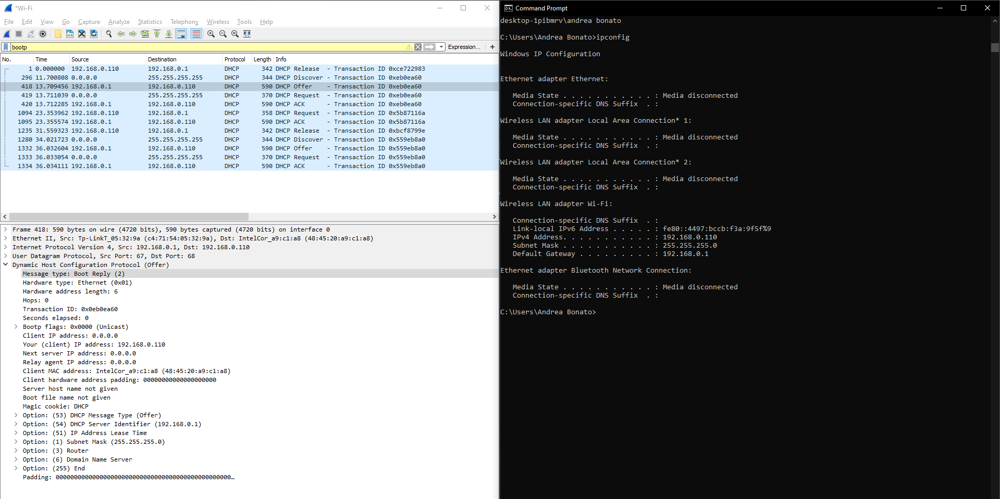 *Wi-Fi
File Edit View Go Capture Analyze Statistics Telephony Wireless Tools Help
bootp Expression... +
No. Time Source Destination Protocol Length Info
1 0.000000 192.168.0.110 192.168.0.1 DHCP 342 DHCP Release - Transaction ID 0xce722983
296 11.700808 0.0.0.0 255.255.255.255 DHCP 344 DHCP Discover - Transaction ID 0xeb0ea60
418 13.709456 192.168.0.1 192.168.0.110 DHCP 590 DHCP Offer - Transaction ID 0xeb0ea60
419 13.711039 0.0.0.0 255.255.255.255 DHCP 370 DHCP Request - Transaction ID 0xeb0ea60
420 13.712285 192.168.0.1 192.168.0.110 DHCP 590 DHCP ACK - Transaction ID 0xeb0ea60
1094 23.353962 192.168.0.110 192.168.0.1 DHCP 358 DHCP Request - Transaction ID 0x5b87116a
1095 23.355574 192.168.0.1 192.168.0.110 DHCP 590 DHCP ACK - Transaction ID 0x5b87116a
1235 31.559323 192.168.0.110 192.168.0.1 DHCP 342 DHCP Release - Transaction ID 0xbcf8799e
1280 34.021723 0.0.0.0 255.255.255.255 DHCP 344 DHCP Discover - Transaction ID 0x559eb8a0
1332 36.032604 192.168.0.1 192.168.0.110 DHCP 590 DHCP Offer - Transaction ID 0x559eb8a0
1333 36.033054 0.0.0.0 255.255.255.255 DHCP 370 DHCP Request - Transaction ID 0x559eb8a0
1334 36.034111 192.168.0.1 192.168.0.110 DHCP 590 DHCP ACK - Transaction ID 0x559eb8a0
Frame 418: 590 bytes on wire (4720 bits), 590 bytes captured (4720 bits) on interface 0
Ethernet II, Src: Tp-LinkT_05:32:9a (c4:71:54:05:32:9a), Dst: IntelCor_a9:c1:a8 (48:45:20:a9:c1:a8)
Internet Protocol Version 4, Src: 192.168.0.1, Dst: 192.168.0.110
User Datagram Protocol, Src Port: 67, Dst Port: 68
Dynamic Host Configuration Protocol (Offer)
Message type: Boot Reply (2)
Hardware type: Ethernet (0x01)
Hardware address length: 6
Hops: 0
Transaction ID: 0x0eb0ea60
Seconds elapsed: 0
Bootp flags: 0x0000 (Unicast)
Client IP address: 0.0.0.0
Your (client) IP address: 192.168.0.110
Next server IP address: 0.0.0.0
Relay agent IP address: 0.0.0.0
Client MAC address: IntelCor_a9:c1:a8 (48:45:20:a9:c1:a8)
Client hardware address padding: 00000000000000000000
Server host name not given
Boot file name not given
Magic cookie: DHCP
Option: (53) DHCP Message Type (Offer)
Option: (54) DHCP Server Identifier (192.168.0.1)
Option: (51) IP Address Lease Time
Option: (1) Subnet Mask (255.255.255.0)
Option: (3) Router
Option: (6) Domain Name Server
Option: (255) End
Padding: 000000000000000000000000000000000000000000000000…
Command Prompt
desktop-1pibmrv\andrea bonato
C:\Users\Andrea Bonato>ipconfig
Windows IP Configuration
Ethernet adapter Ethernet:
Media State . . . . . . . . . . . : Media disconnected
Connection-specific DNS Suffix . :
Wireless LAN adapter Local Area Connection* 1:
Media State . . . . . . . . . . . : Media disconnected
Connection-specific DNS Suffix . :
Wireless LAN adapter Local Area Connection* 2:
Media State . . . . . . . . . . . : Media disconnected
Connection-specific DNS Suffix . :
Wireless LAN adapter Wi-Fi:
Connection-specific DNS Suffix . :
Link-local IPv6 Address . . . . . : fe80::4497:bccb:f3a:9f5f%9
IPv4 Address. . . . . . . . . . . : 192.168.0.110
Subnet Mask . . . . . . . . . . . : 255.255.255.0
Default Gateway . . . . . . . . . : 192.168.0.1
Ethernet adapter Bluetooth Network Connection:
Media State . . . . . . . . . . . : Media disconnected
Connection-specific DNS Suffix . :
C:\Users\Andrea Bonato>